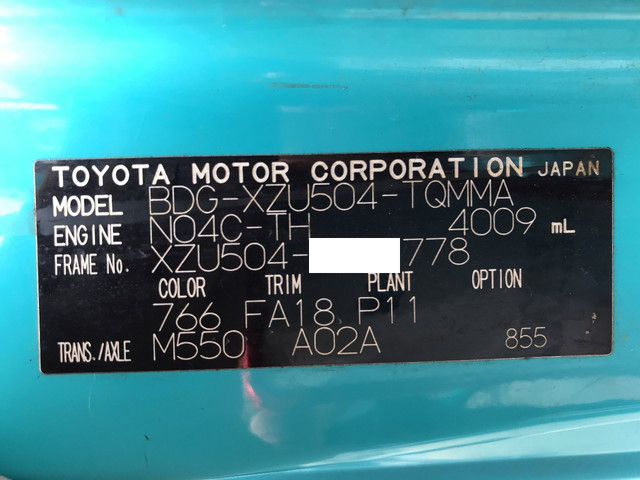 TOYOTA MOTOR CORPORATION JAPAN
MODEL BDG-XZU504-TQMMA
ENGINE N04C-TH 4009 mL
FRAME No. XZU504- 778
COLOR TRIM PLANT OPTION
766 FA18 P11
TRANS./AXLE M550 A02A 855